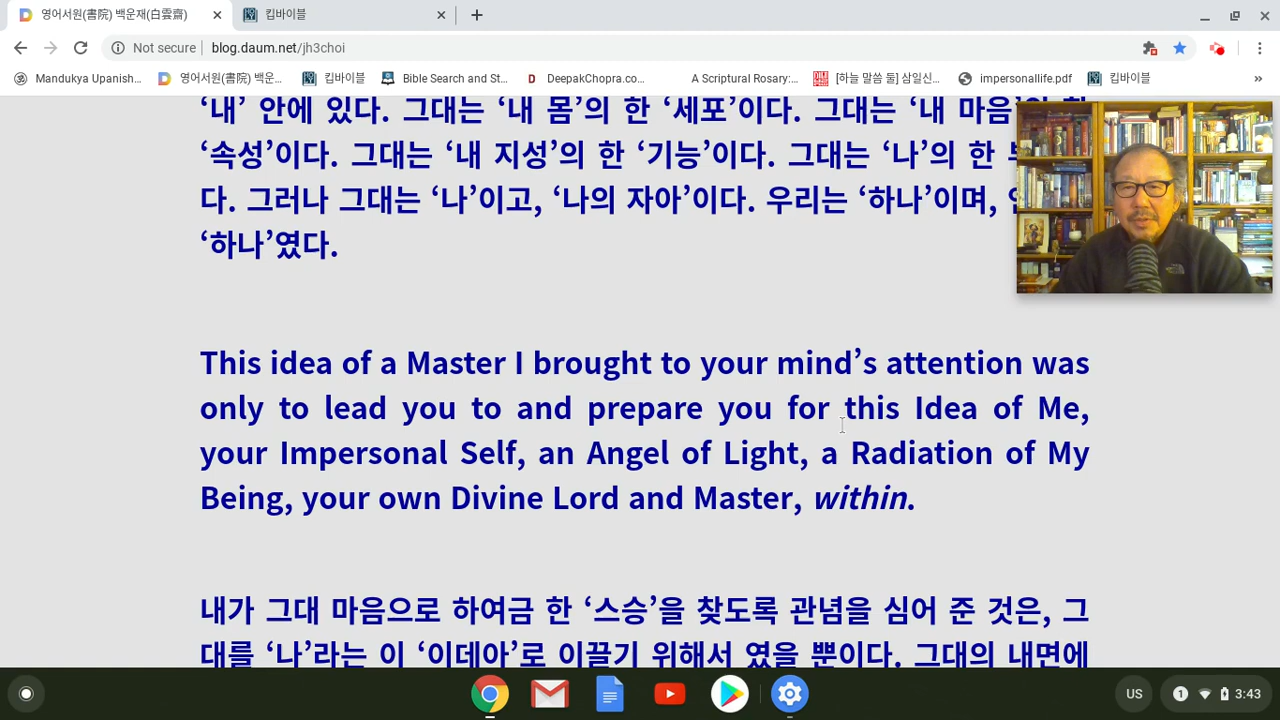 영어서원(書院) 백운재(白雲齋)
킵바이블
Not secure
blog.daum.net/jh3choi
Mandukya Upanish...
영어서원(書院) 백운...
킵바이블
Bible Search and St...
DeepakChopra.co...
A Scriptural Rosary:...
[하늘 말씀 둘] 삼일신...
impersonallife.pdf
킵바이블
»
‘내’ 안에 있다. 그대는 ‘내 몸’의 한 ‘세포’이다. 그대는 ‘내 마음’의 한
‘속성’이다. 그대는 ‘내 지성’의 한 ‘기능’이다. 그대는 ‘나’의 한
다. 그러나 그대는 ‘나’이고, ‘나의 자아’이다. 우리는 ‘하나’이며,
‘하나’였다.
This idea of a Master I brought to your mind’s attention was
only to lead you to and prepare you for this Idea of Me,
your Impersonal Self, an Angel of Light, a Radiation of My
Being, your own Divine Lord and Master, within.
내가 그대 마음으로 하여금 한 ‘스승’을 찾도록 관념을 심어 준 것은, 그
대를 ‘나’라는 이 ‘이데아’로 이끌기 위해서 였을 뿐이다. 그대의 내면에
US
1
3:43